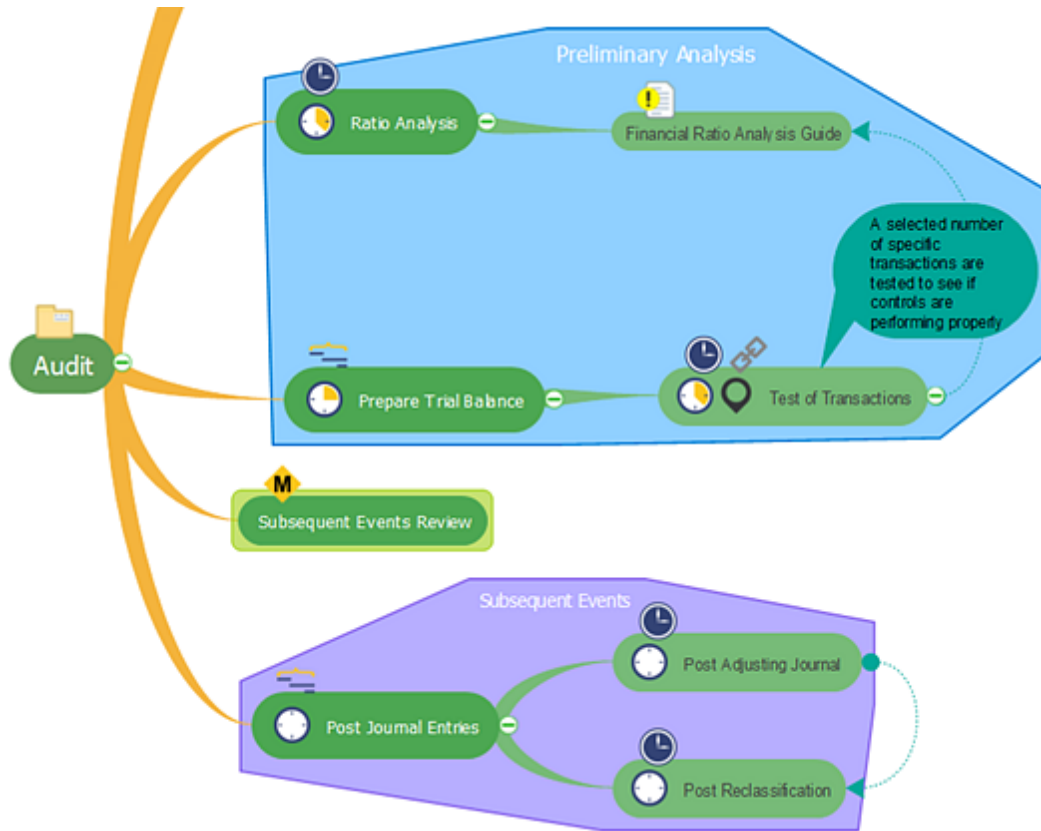 Preliminary Analysis
Ratio Analysis
Financial Ratio Analysis Guide
A selected number
of specific
transactions are
tested to see if
controls are
performing properly
Audit
Prepare Trial Balance
Test of Transactions
M
Subsequent Events Review
Subsequent Events
Post Adjusting Journal
Post Journal Entries
Post Reclassification